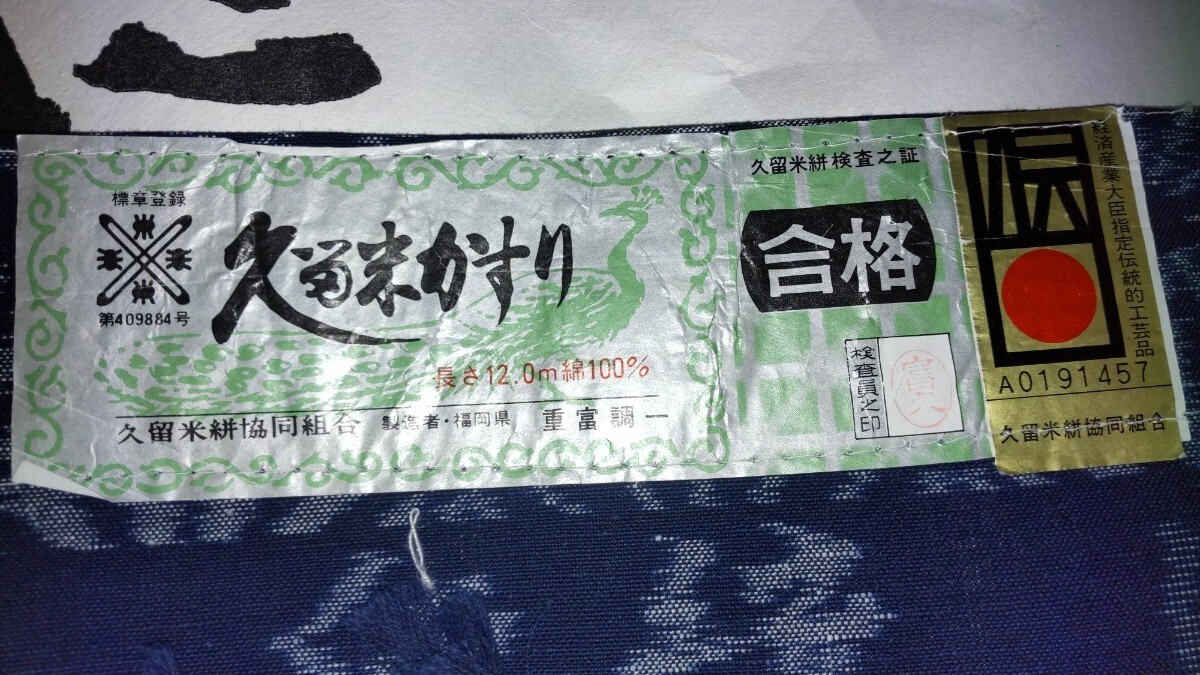 標章登録
第409884号
久留米かすり
長さ12.0m綿100%
久留米絣協同組合 製造者・福岡県 重富調一
久留米絣検査之証
合格
検査員之印
伝
経済産業大臣指定伝統的工芸品
A0191457
久留米絣協同組合